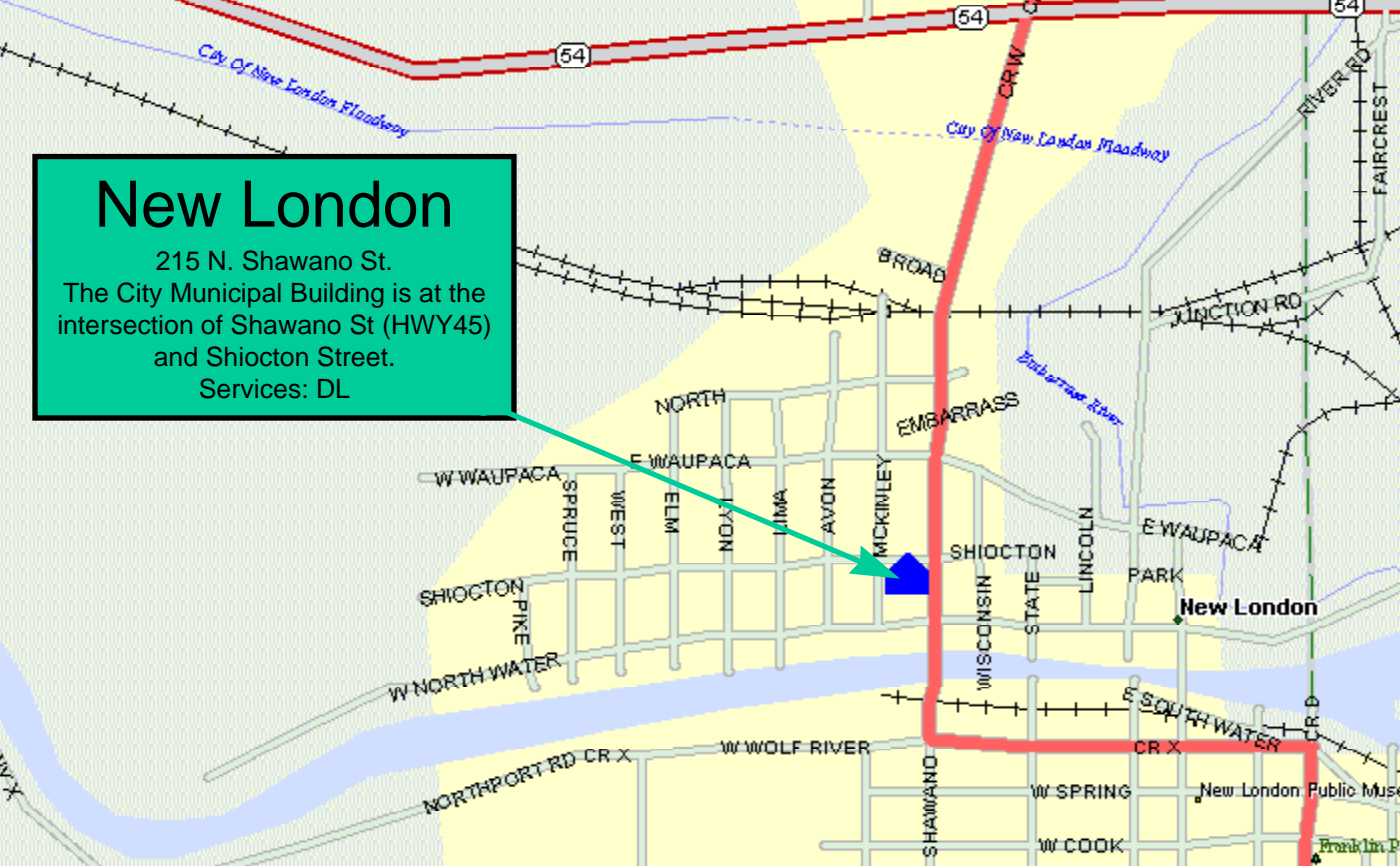 54
54
54
CR W
RIVER RD
FAIRCREST
City Of New London Floodway
City Of New London Floodway
New London
215 N. Shawano St.
The City Municipal Building is at the
intersection of Shawano St (HWY45)
and Shiocton Street.
Services: DL
BROAD
JUNCTION RD
Embarrass River
NORTH
EMBARRASS
W WAUPACA
E WAUPACA
SPRUCE
WEST
ELM
LYON
LIMA
AVON
MCKINLEY
LINCOLN
E WAUPACA
SHIOCTON
SHIOCTON
PIKE
WISCONSIN
STATE
PARK
New London
W NORTH WATER
E SOUTH WATER
CR D
W WOLF RIVER
CR X
NORTHPORT RD CR X
SHAWANO
W SPRING
New London Public Muse
W COOK
Franklin P